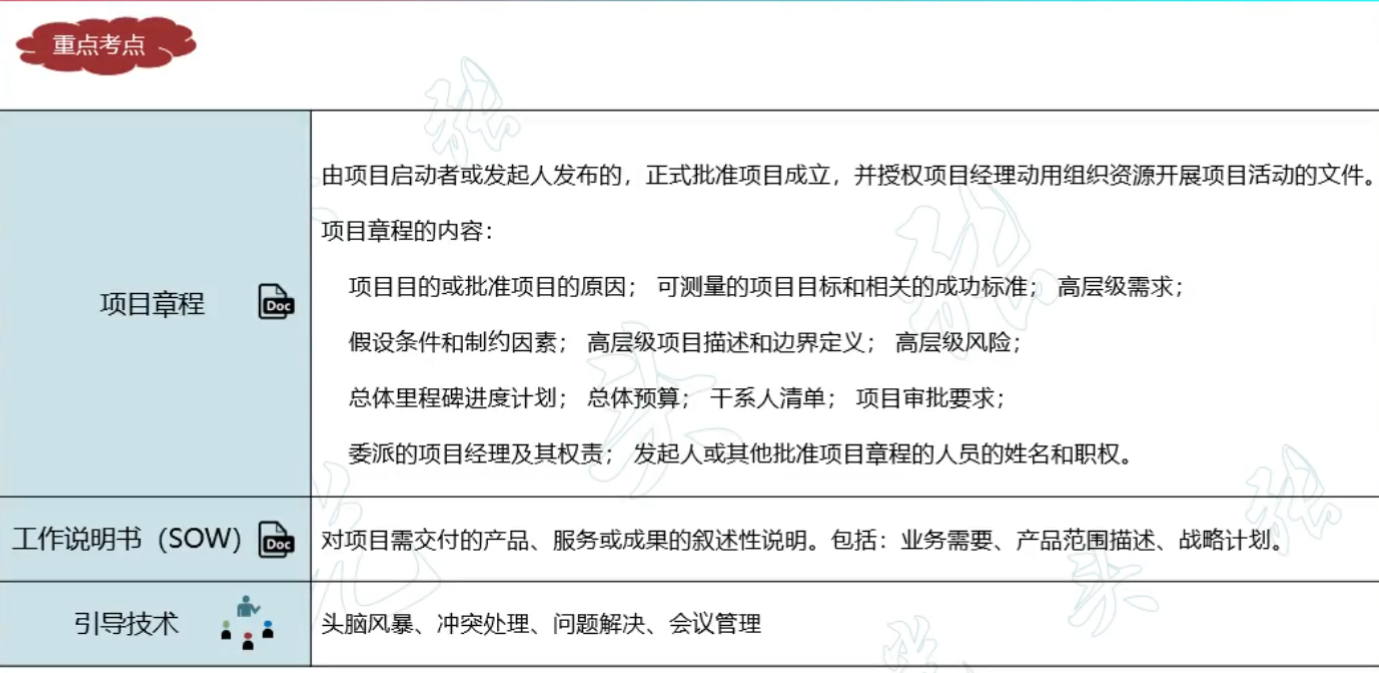 重点考点
由项目启动者或发起人发布的，正式批准项目成立，并授权项目经理动用组织资源开展项目活动的文件。
项目章程的内容：
项目目的或批准项目的原因； 可测量的项目目标和相关的成功标准； 高层级需求；
项目章程
Doc
假设条件和制约因素； 高层级项目描述和边界定义； 高层级风险；
总体里程碑进度计划； 总体预算； 干系人清单； 项目审批要求；
委派的项目经理及其权责； 发起人或其他批准项目章程的人员的姓名和职权。
工作说明书（SOW）
Doc
对项目需交付的产品、服务或成果的叙述性说明。包括：业务需要、产品范围描述、战略计划。
引导技术
头脑风暴、冲突处理、问题解决、会议管理